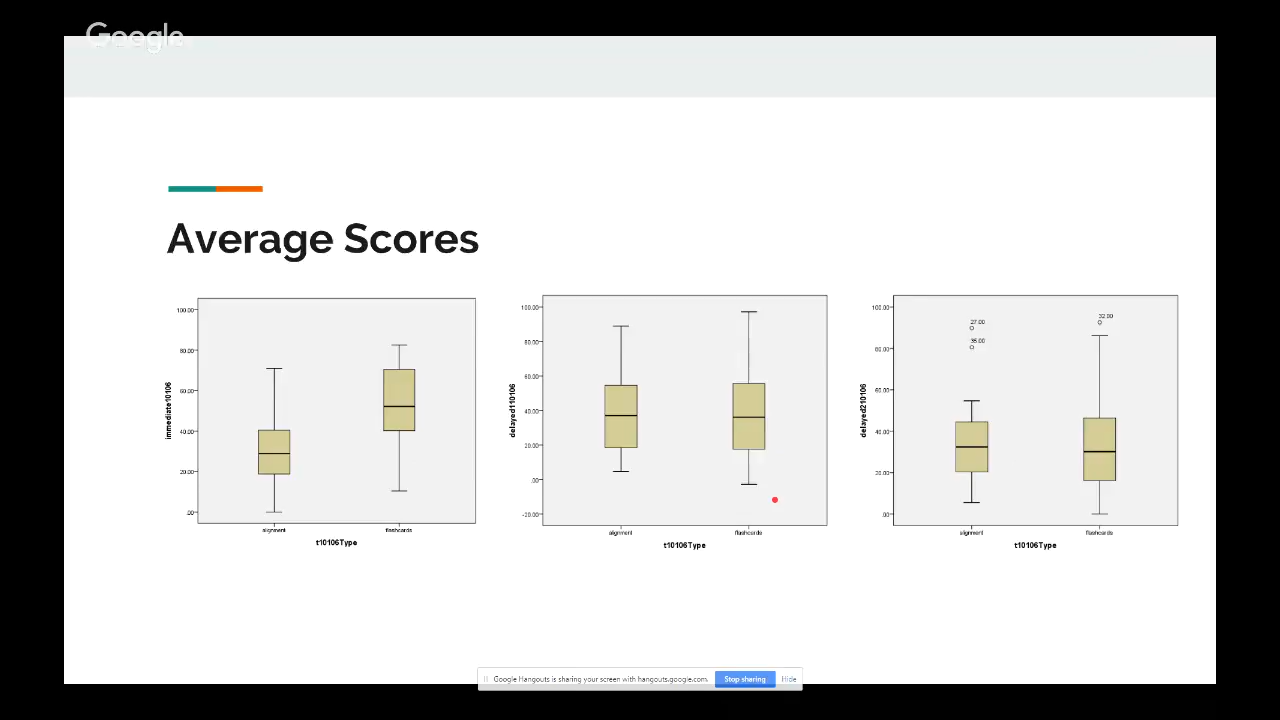 Google
Average Scores
100.00
80.00
60.00
40.00
20.00
.00
immediate10106
alignment
flashcards
t10106Type
100.00
80.00
60.00
40.00
20.00
.00
-20.00
delayed110106
alignment
flashcards
t10106Type
100.00
80.00
60.00
40.00
20.00
.00
delayed210106
27.00
35.00
32.00
alignment
flashcards
t10106Type
Google Hangouts is sharing your screen with hangouts.google.com.
Stop sharing
Hide